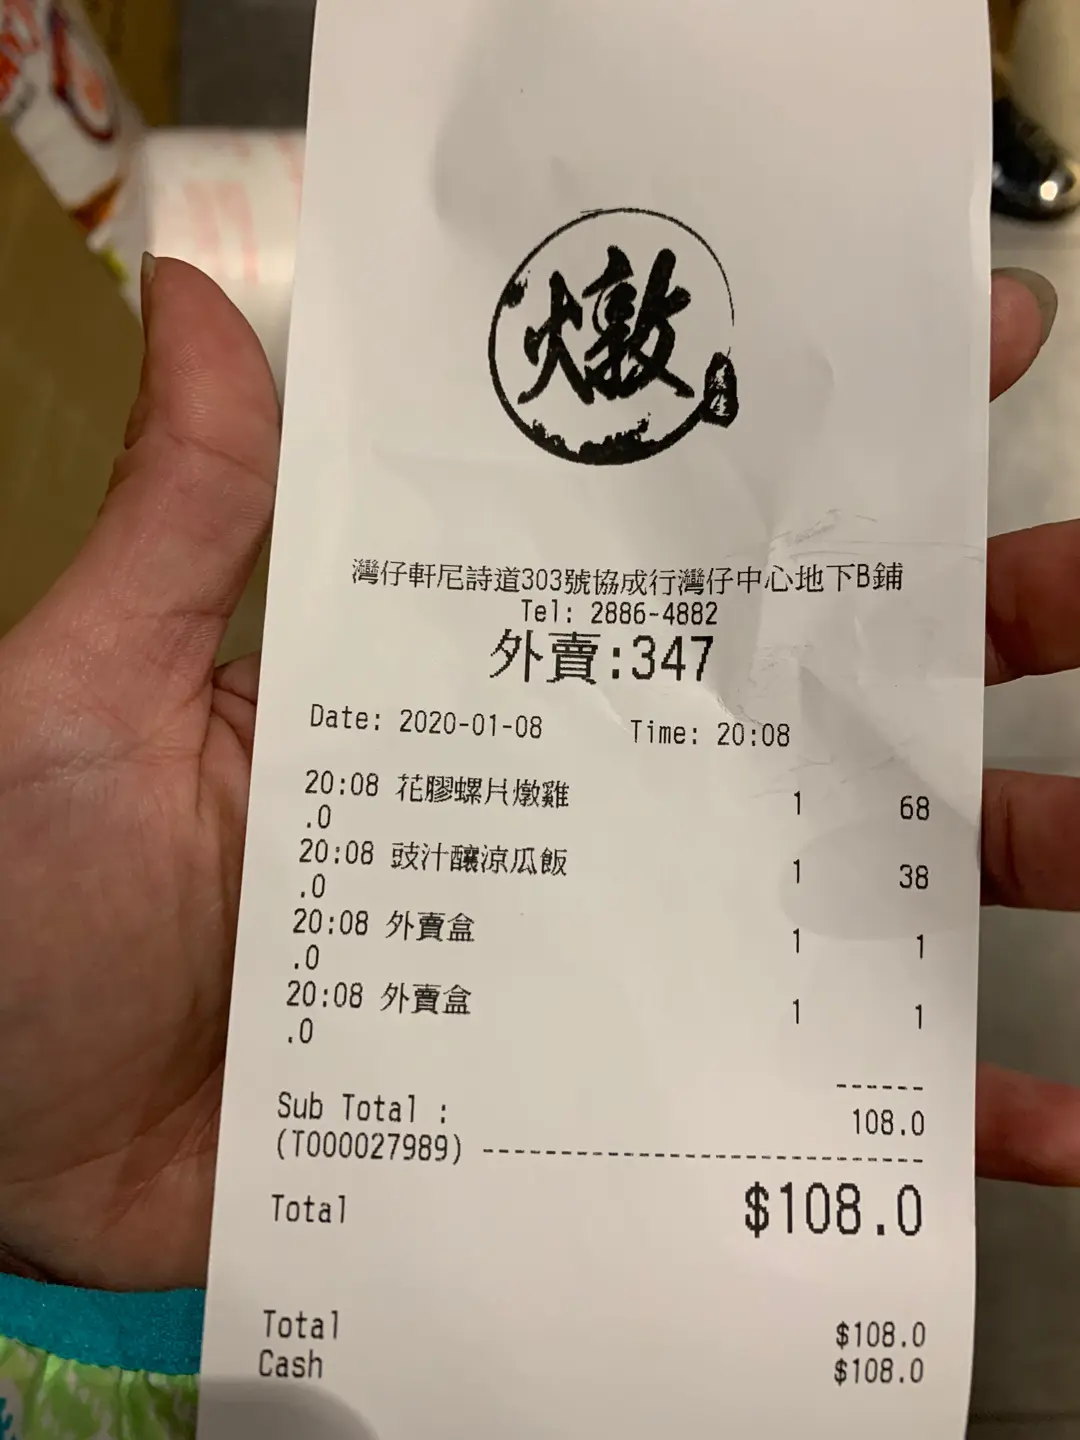 燉
養生
灣仔軒尼詩道303號協成行灣仔中心地下B鋪
Tel: 2886-4882
外賣:347
Date: 2020-01-08 Time: 20:08
20:08 花膠螺片燉雞 1 68
.0
20:08 豉汁釀涼瓜飯 1 38
.0
20:08 外賣盒 1 1
.0
20:08 外賣盒 1 1
.0
------
Sub Total : 108.0
(T000027989) -----------------------------
Total $108.0
Total $108.0
Cash $108.0